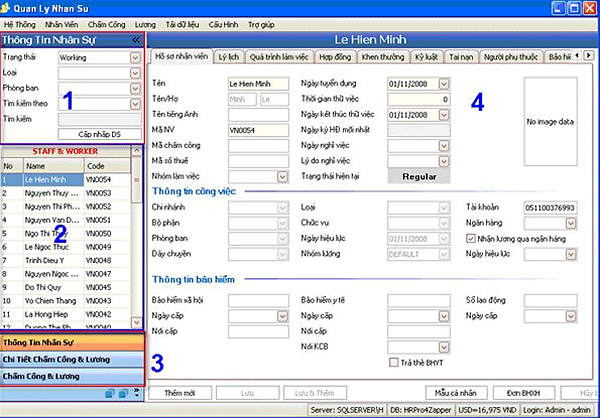 Quan Ly Nhan Su
Hệ Thống Nhân Viên Chấm Công Lương Tài dữ liệu Cấu Hình Trợ giúp
Thông Tin Nhân Sự
Trạng thái Working
Loại
Phòng ban
Tìm kiếm theo
Tìm kiếm
Cập nhập DS
1
STAFF & WORKER
No Name Code
1 Le Hien Minh VN0054
2 Nguyen Thuy ... VN0053
3 Nguyen Thi Ph... VN0052
4 Nguyen Van D... VN0051
5 Ngo Thi Thuy VN0050
6 Le Ngoc Thuc VN0049
7 Trinh Dieu Y VN0048
8 Nguyen Ngoc ... VN0047
9 Do Thi Quy VN0045
10 Vo Chien Thang VN0043
11 La Hong Hiep VN0042
12 Duong The Ph... VN0040
2
Thông Tin Nhân Sự
Chi Tiết Chấm Công & Lương
Chấm Công & Lương
3
Le Hien Minh
Hồ sơ nhân viên Lý lịch Quá trình làm việc Hợp đồng Khen thưởng Kỷ luật Tai nạn Người phụ thuộc Bảo hiể
Tên Le Hien Minh Ngày tuyển dụng 01/11/2008
Tên/Họ Minh Le Thời gian thử việc 0
Tên tiếng Anh Ngày kết thúc thử việc 01/11/2008
Mã NV VN0054 Ngày ký HĐ mới nhất
Mã chấm công Ngày nghỉ việc
Mã số thuế Lý do nghỉ việc
Nhóm làm việc Trạng thái hiện tại Regular
4
No image data
Thông tin công việc
Chi nhánh Loại Tài khoản 051100376993
Bộ phận Chức vụ Ngân hàng
Phòng ban Ngày hiệu lực 01/11/2008 Nhận lương qua ngân hàng
Dây chuyền Nhóm lương DEFAULT Ngày hiệu lực
Thông tin bảo hiểm
Bảo hiểm xã hội Bảo hiểm y tế Sổ lao động
Ngày cấp Ngày cấp Ngày cấp
Nơi cấp Nơi cấp
Nơi KCB
Trả thẻ BHYT
Thêm mới Lưu Lưu & Thêm Mẫu cá nhân Đơn BHXH Hủy b
Server: SQLSERVER\H DB: HRPro4Zapper USD=16,975 VND Login: Admin - admin